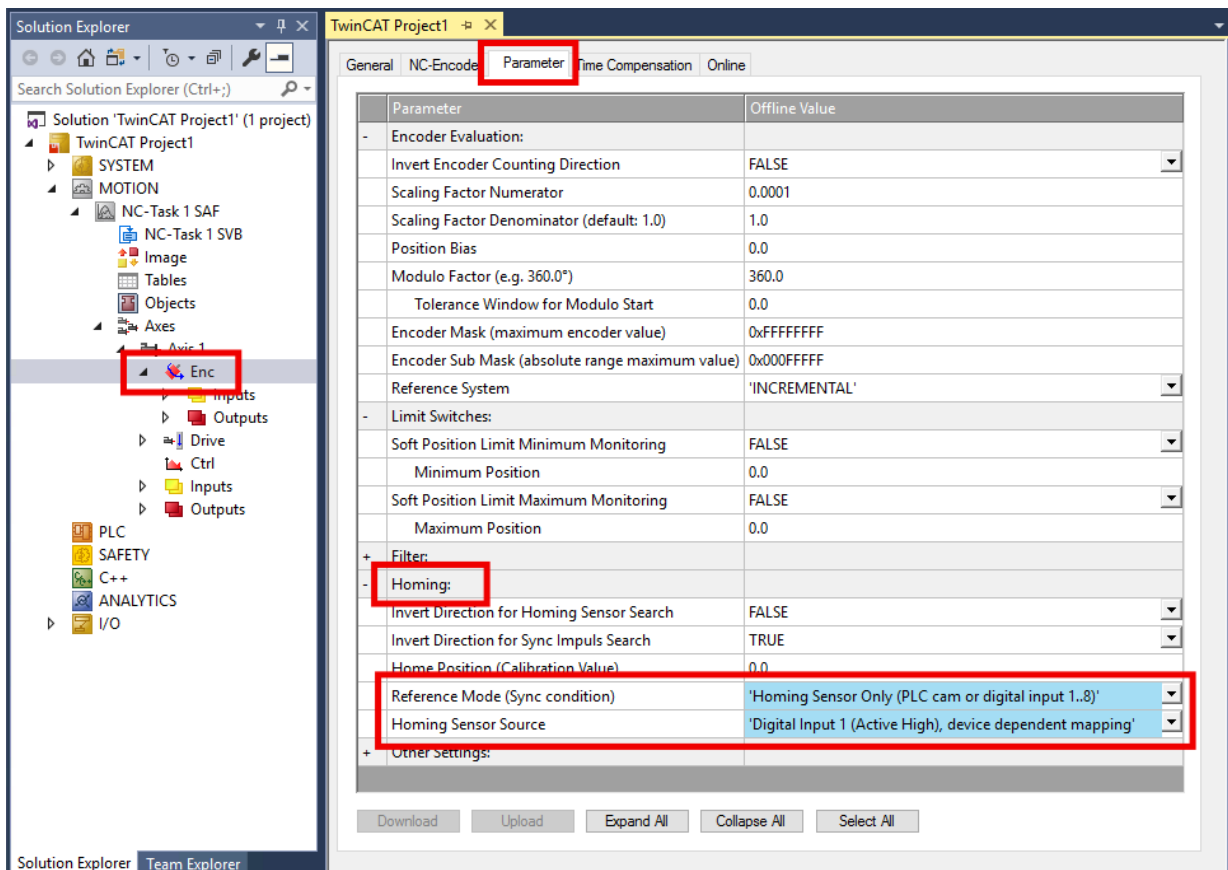 Solution Explorer
Search Solution Explorer (Ctrl+;)
Solution 'TwinCAT Project1' (1 project)
TwinCAT Project1
SYSTEM
MOTION
NC-Task 1 SAF
NC-Task 1 SVB
Image
Tables
Objects
Axes
Axis 1
Enc
Inputs
Outputs
Drive
Ctrl
Inputs
Outputs
PLC
SAFETY
C++
ANALYTICS
I/O
Solution Explorer Team Explorer
TwinCAT Project1
General NC-Encoder Parameter Time Compensation Online
Parameter Offline Value
- Encoder Evaluation:
Invert Encoder Counting Direction FALSE
Scaling Factor Numerator 0.0001
Scaling Factor Denominator (default: 1.0) 1.0
Position Bias 0.0
Modulo Factor (e.g. 360.0°) 360.0
Tolerance Window for Modulo Start 0.0
Encoder Mask (maximum encoder value) 0xFFFFFFFF
Encoder Sub Mask (absolute range maximum value) 0x000FFFFF
Reference System 'INCREMENTAL'
- Limit Switches:
Soft Position Limit Minimum Monitoring FALSE
Minimum Position 0.0
Soft Position Limit Maximum Monitoring FALSE
Maximum Position 0.0
+ Filter:
- Homing:
Invert Direction for Homing Sensor Search FALSE
Invert Direction for Sync Impuls Search TRUE
Home Position (Calibration Value) 0.0
Reference Mode (Sync condition) 'Homing Sensor Only (PLC cam or digital input 1..8)'
Homing Sensor Source 'Digital Input 1 (Active High), device dependent mapping'
+ Other Settings:
Download Upload Expand All Collapse All Select All